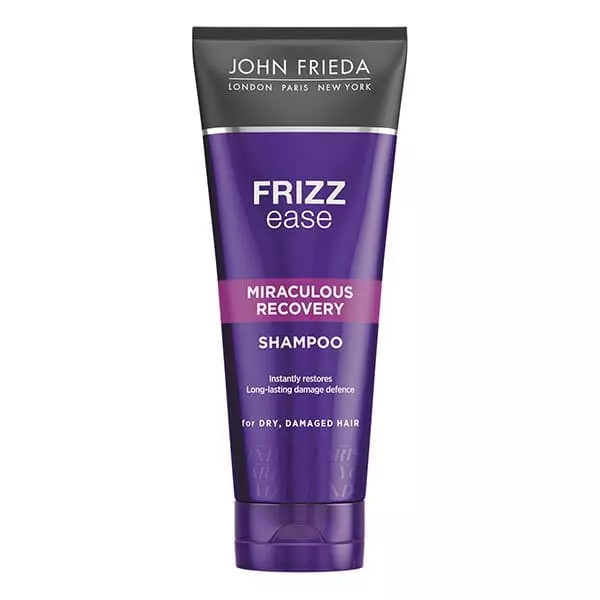 JOHN FRIEDA
LONDON PARIS NEW YORK
FRIZZ
ease
MIRACULOUS
RECOVERY
SHAMPOO
Instantly restores
Long-lasting damage defence
for DRY, DAMAGED HAIR